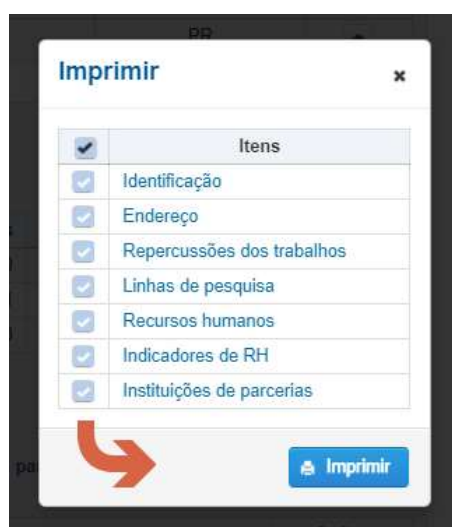 PR
Imprimir
Itens
Identificação
Endereço
Repercussões dos trabalhos
Linhas de pesquisa
Recursos humanos
Indicadores de RH
Instituições de parcerias
Imprimir